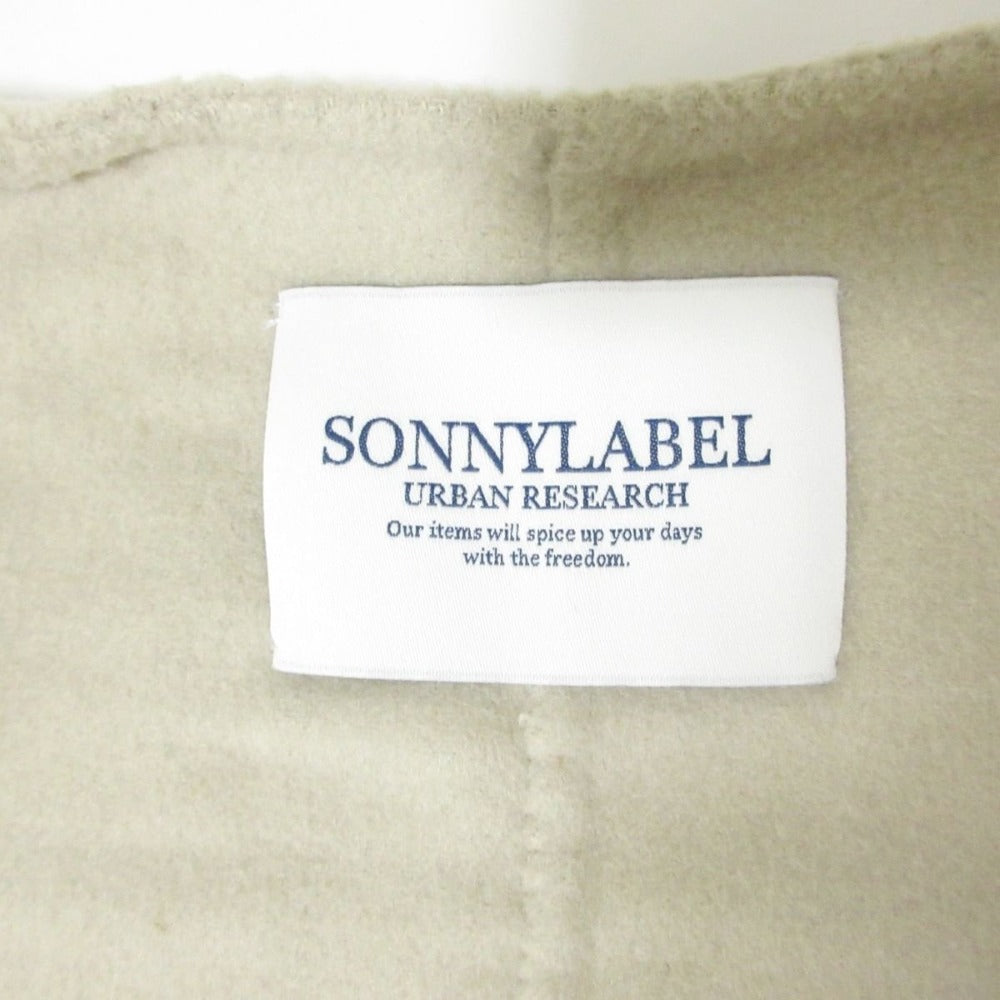 SONNYLABEL
URBAN RESEARCH
Our items will spice up your days
with the freedom.